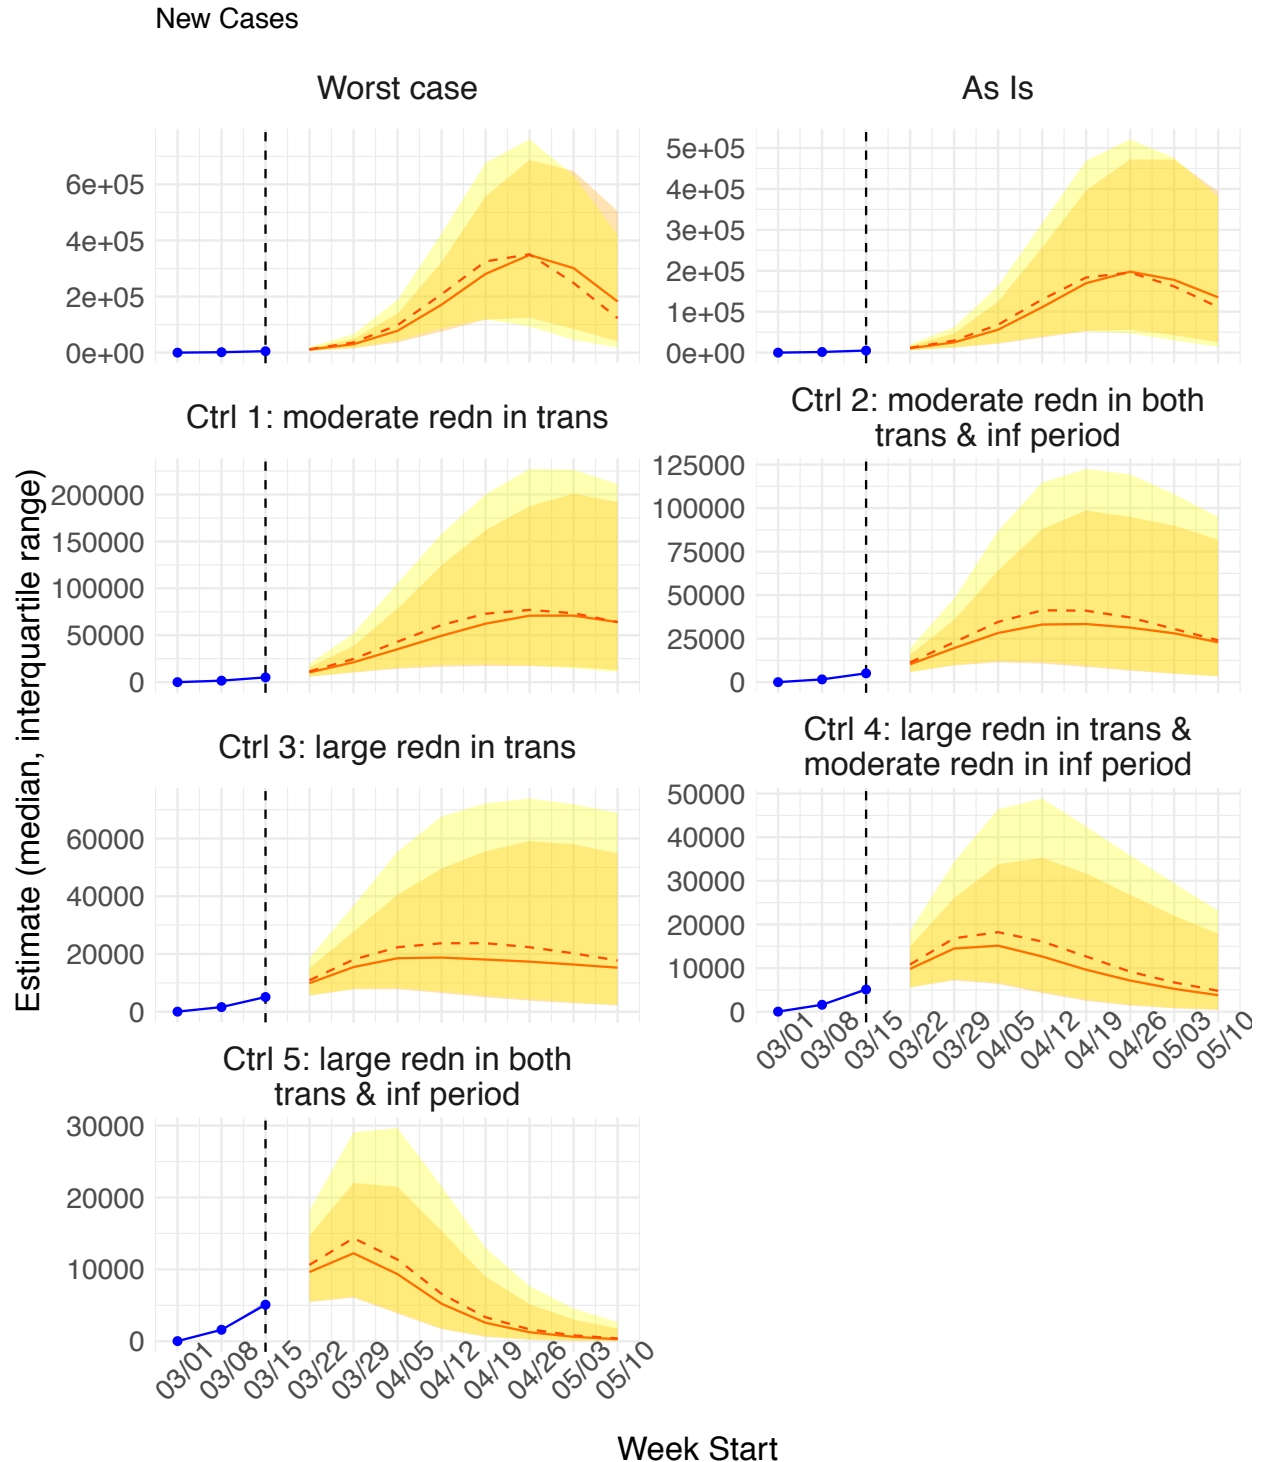 New Cases
Worst case
As Is
6e+05
4e+05
2e+05
0e+00
5e+05
4e+05
3e+05
2e+05
1e+05
0e+00
Ctrl 1: moderate redn in trans
Ctrl 2: moderate redn in both
trans & inf period
200000
150000
100000
50000
0
125000
100000
75000
50000
25000
0
Estimate (median, interquartile range)
Ctrl 3: large redn in trans
Ctrl 4: large redn in trans &
moderate redn in inf period
60000
40000
20000
0
50000
40000
30000
20000
10000
0
03/01
03/08
03/15
03/22
03/29
04/05
04/12
04/19
04/26
05/03
05/10
Ctrl 5: large redn in both
trans & inf period
30000
20000
10000
0
03/01
03/08
03/15
03/22
03/29
04/05
04/12
04/19
04/26
05/03
05/10
Week Start